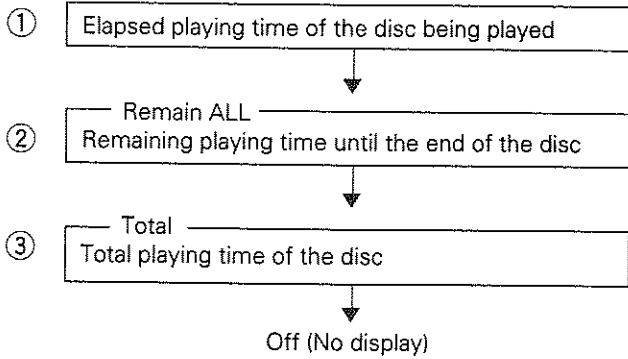 ① Elapsed playing time of the disc being played
Remain ALL
② Remaining playing time until the end of the disc
Total
③ Total playing time of the disc
Off (No display)